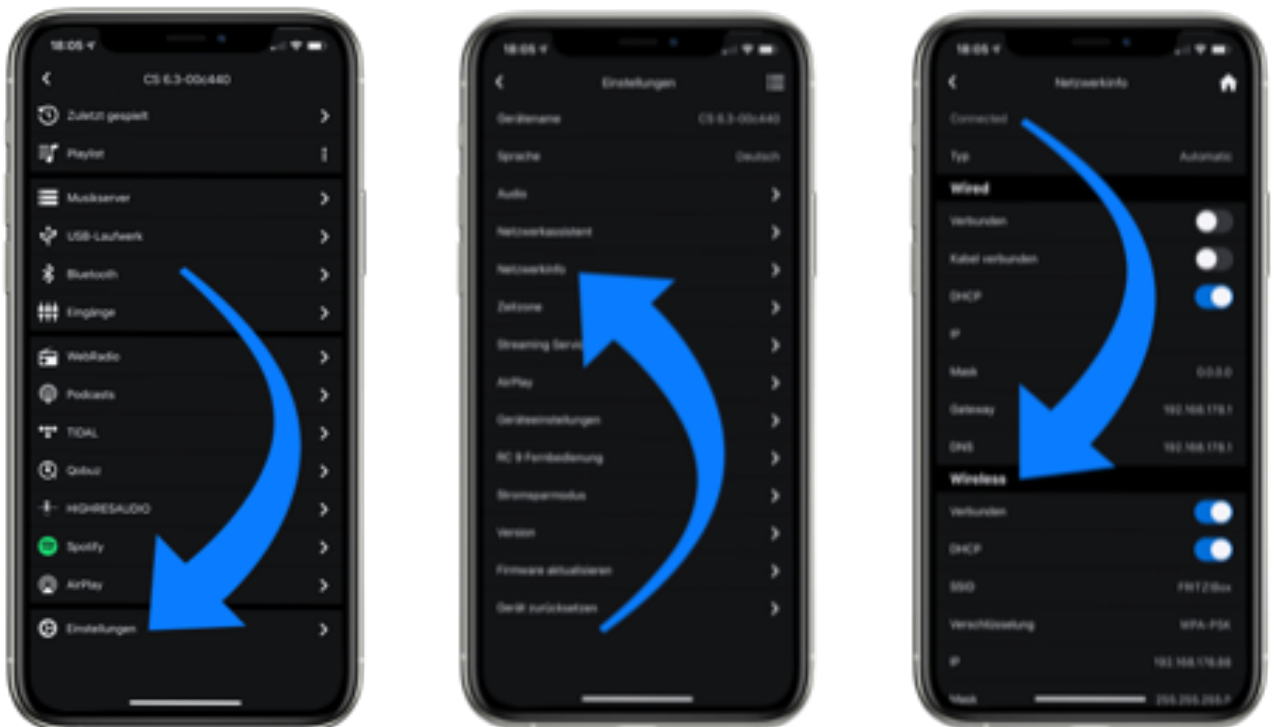 18:05
CS 6.3-00c440
Zuletzt gespielt
Playlist
Musikserver
USB-Laufwerk
Bluetooth
Eingänge
WebRadio
Podcasts
TIDAL
Qobuz
HIGHRESAUDIO
Spotify
AirPlay
Einstellungen
18:05
Einstellungen
Gerätename CS 6.3-00c440
Sprache Deutsch
Audio
Netzwerkassistent
Netzwerkinfo
Zeitzone
Streaming
AirPlay
Geräteeinstellungen
RC 9 Fernbedienung
Stromsparmodus
Version
Firmware aktualisieren
Gerät zurücksetzen
18:05
Netzwerkinfo
Connected
Typ Automatic
Wired
Verbunden
Kabel verbunden
DHCP
IP
Mask 0.0.0.0
Gateway 192.168.178.1
DNS 192.168.178.1
Wireless
Verbunden
DHCP
SSID FRITZ!Box
Verschlüsselung WPA-PSK
IP
Mask